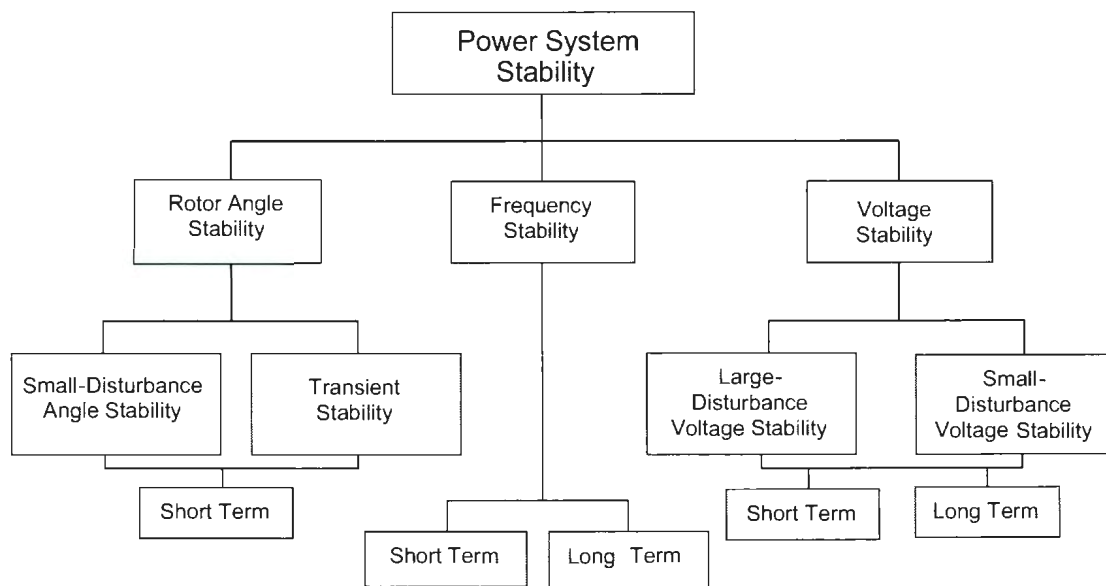 Power System
Stability
Rotor Angle
Stability
Frequency
Stability
Voltage
Stability
Small-Disturbance
Angle Stability
Transient
Stability
Large-
Disturbance
Voltage Stability
Small-
Disturbance
Voltage Stability
Short Term
Short Term
Long Term
Short Term
Long Term